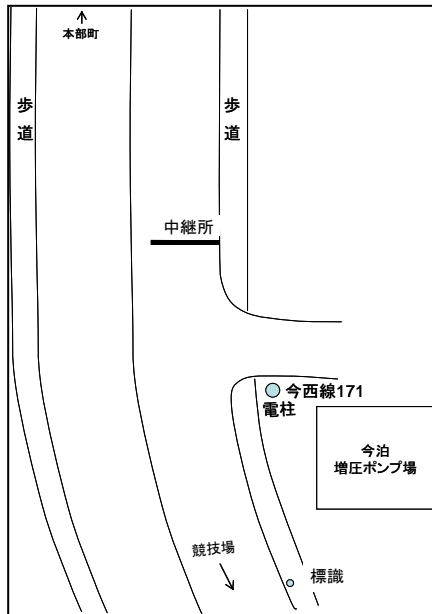 本部町
歩道
歩道
中継所
今西線171
電柱
今泊
増圧ポンプ場
競技場
標識